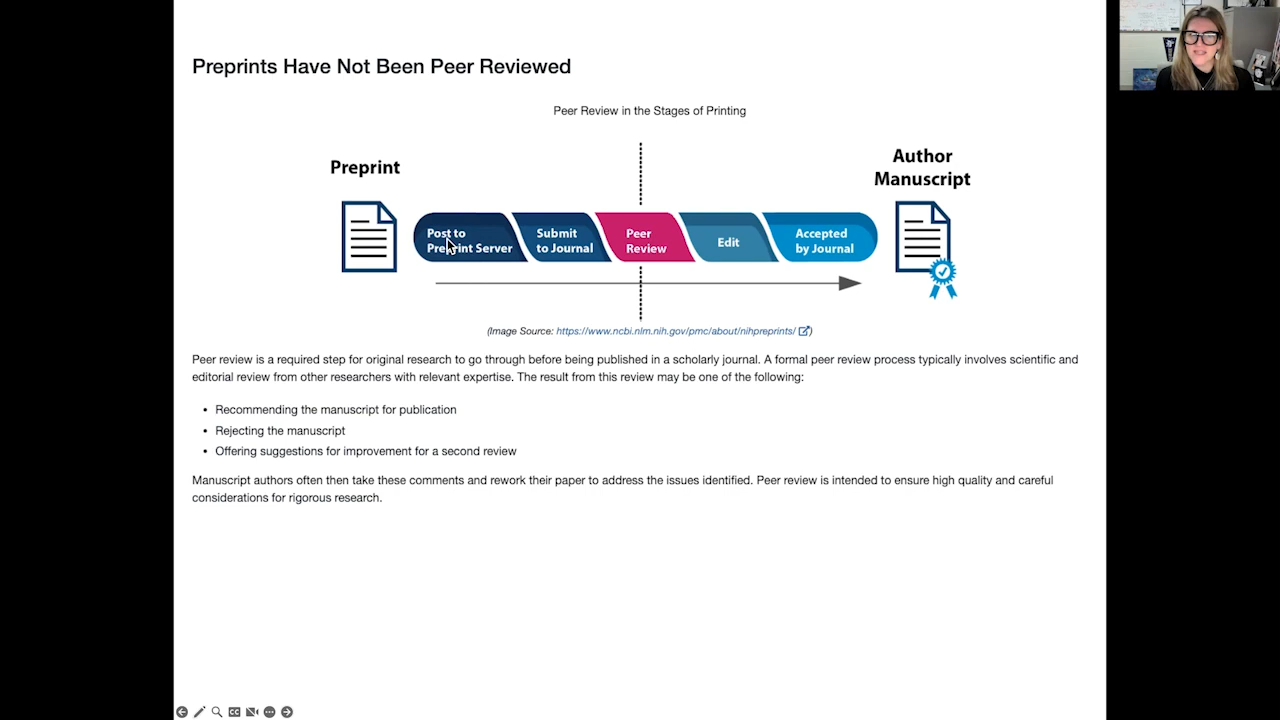 Preprints Have Not Been Peer Reviewed
Peer Review in the Stages of Printing
Preprint
Author
Manuscript
Post to
Preprint Server
Submit
to Journal
Peer
Review
Edit
Accepted
by Journal
(Image Source: https://www.ncbi.nlm.nih.gov/pmc/about/nihpreprints/)
Peer review is a required step for original research to go through before being published in a scholarly journal. A formal peer review process typically involves scientific and
editorial review from other researchers with relevant expertise. The result from this review may be one of the following:
• Recommending the manuscript for publication
• Rejecting the manuscript
• Offering suggestions for improvement for a second review
Manuscript authors often then take these comments and rework their paper to address the issues identified. Peer review is intended to ensure high quality and careful
considerations for rigorous research.
CC